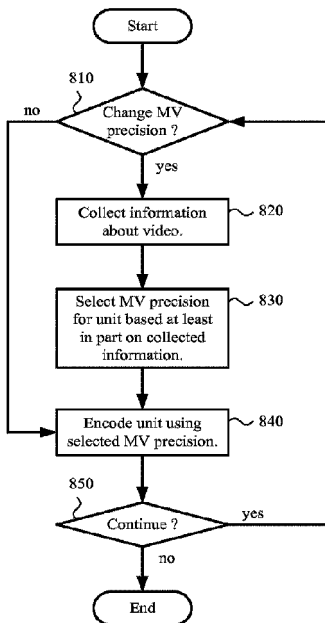 Start
810
no
Change MV
precision ?
yes
Collect information
about video.
820
Select MV precision
for unit based at least
in part on collected
information.
830
Encode unit using
selected MV precision.
840
850
Continue ?
yes
no
End